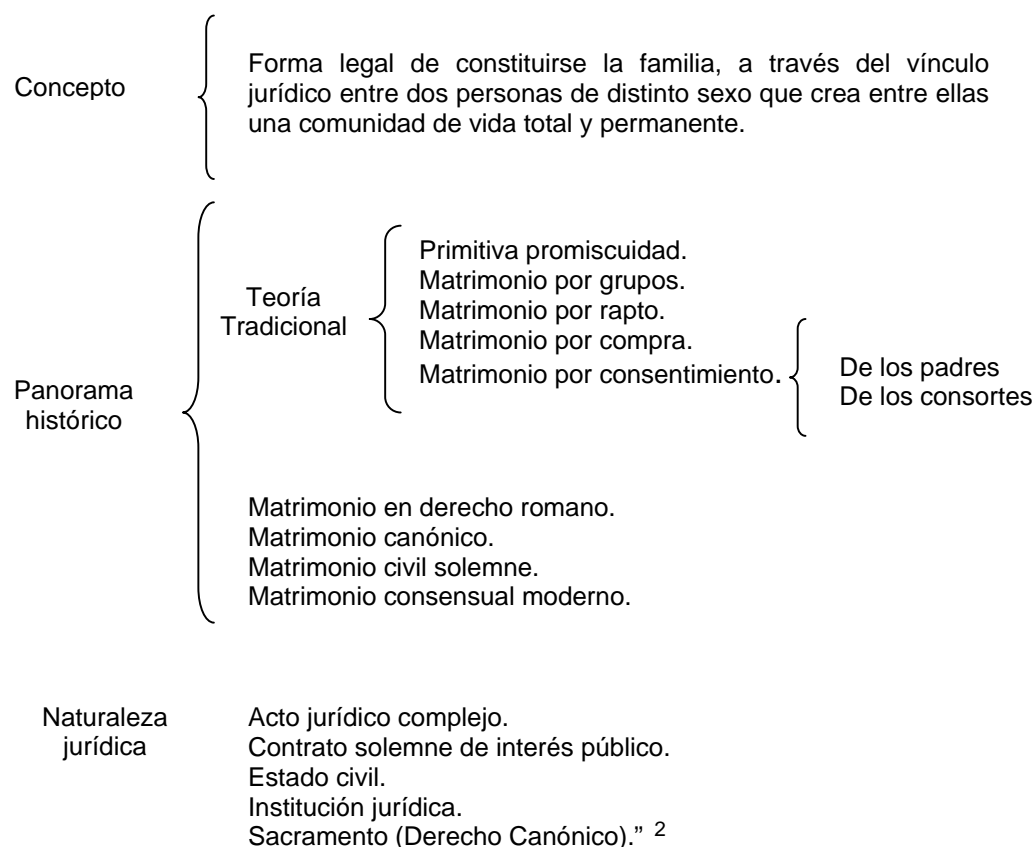 Concepto
Forma legal de constituirse la familia, a través del vínculo
jurídico entre dos personas de distinto sexo que crea entre ellas
una comunidad de vida total y permanente.
Panorama
histórico
Teoría
Tradicional
Primitiva promiscuidad.
Matrimonio por grupos.
Matrimonio por rapto.
Matrimonio por compra.
Matrimonio por consentimiento.
De los padres
De los consortes
Matrimonio en derecho romano.
Matrimonio canónico.
Matrimonio civil solemne.
Matrimonio consensual moderno.
Naturaleza
jurídica
Acto jurídico complejo.
Contrato solemne de interés público.
Estado civil.
Institución jurídica.
Sacramento (Derecho Canónico).” 2